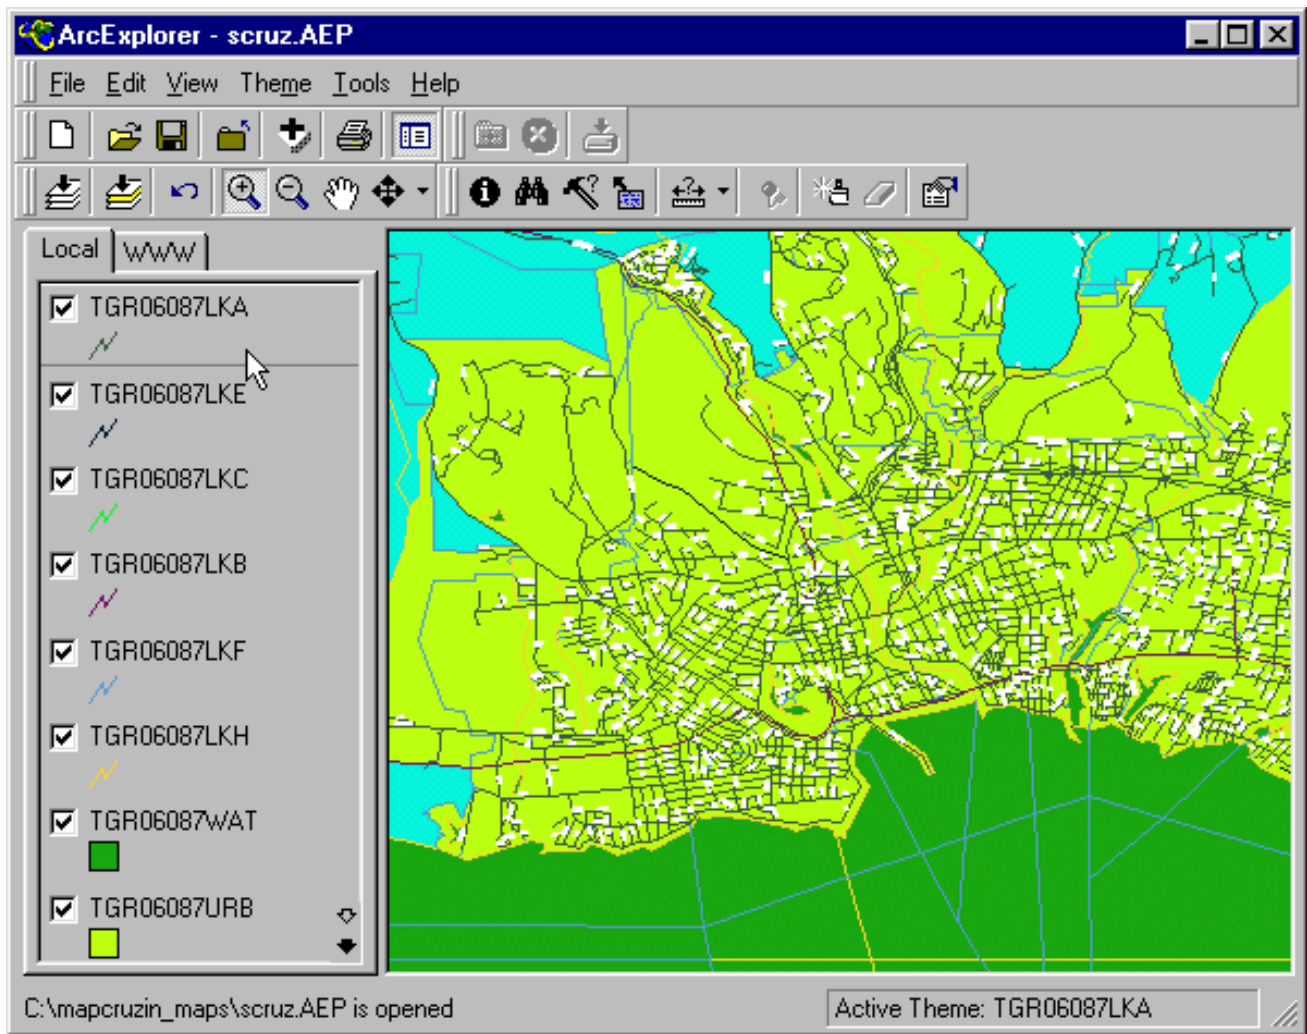 ArcExplorer - scruz.AEP
File Edit View Theme Tools Help
Local WWW
TGR06087LKA
TGR06087LKE
TGR06087LKC
TGR06087LKB
TGR06087LKF
TGR06087LKH
TGR06087WAT
TGR06087URB
C:\mapcruzin_maps\scruz.AEP is opened
Active Theme: TGR06087LKA